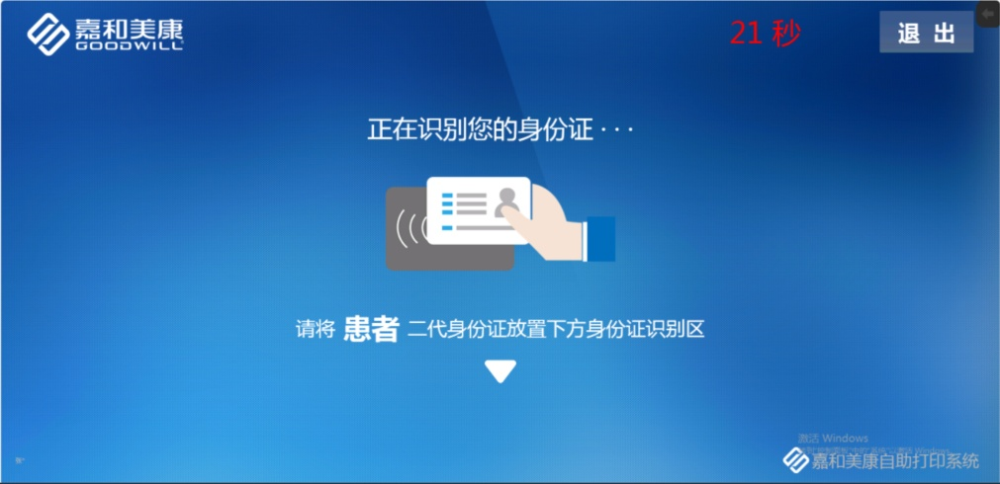 嘉和美康
GOODWILL
21 秒
退 出
正在识别您的身份证···
请将 患者 二代身份证放置下方身份证识别区
激活 Windows
嘉和美康自助打印系统